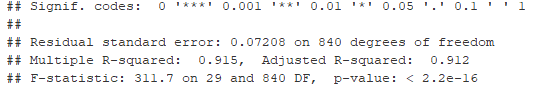 ## Signif. codes:  0 '***' 0.001 '**' 0.01 '*' 0.05 '.' 0.1 ' ' 1
##
## Residual standard error: 0.07208 on 840 degrees of freedom
## Multiple R-squared:  0.915,	Adjusted R-squared:  0.912
## F-statistic: 311.7 on 29 and 840 DF,  p-value: < 2.2e-16